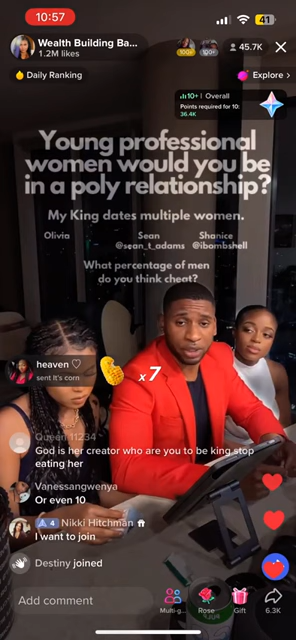 10:57
41
Wealth Building Ba...
1.2M likes
100+
100+
45.7K
Daily Ranking
Explore >
10+ | Overall
Points required for 10:
36.4K
Young professional
women would you be
in a poly relationship?
My King dates multiple women.
Olivia Sean Shanice
@sean_t_adams @ibombshell
What percentage of men
do you think cheat?
heaven ♡
sent It's corn
x7
Queen 11234
God is her creator who are you to be king stop
eating her
Vanessangwenya
Or even 10
4 Nikki Hitchman
I want to join
Destiny joined
Add comment
Multi-g...
Rose
Gift
6.3K